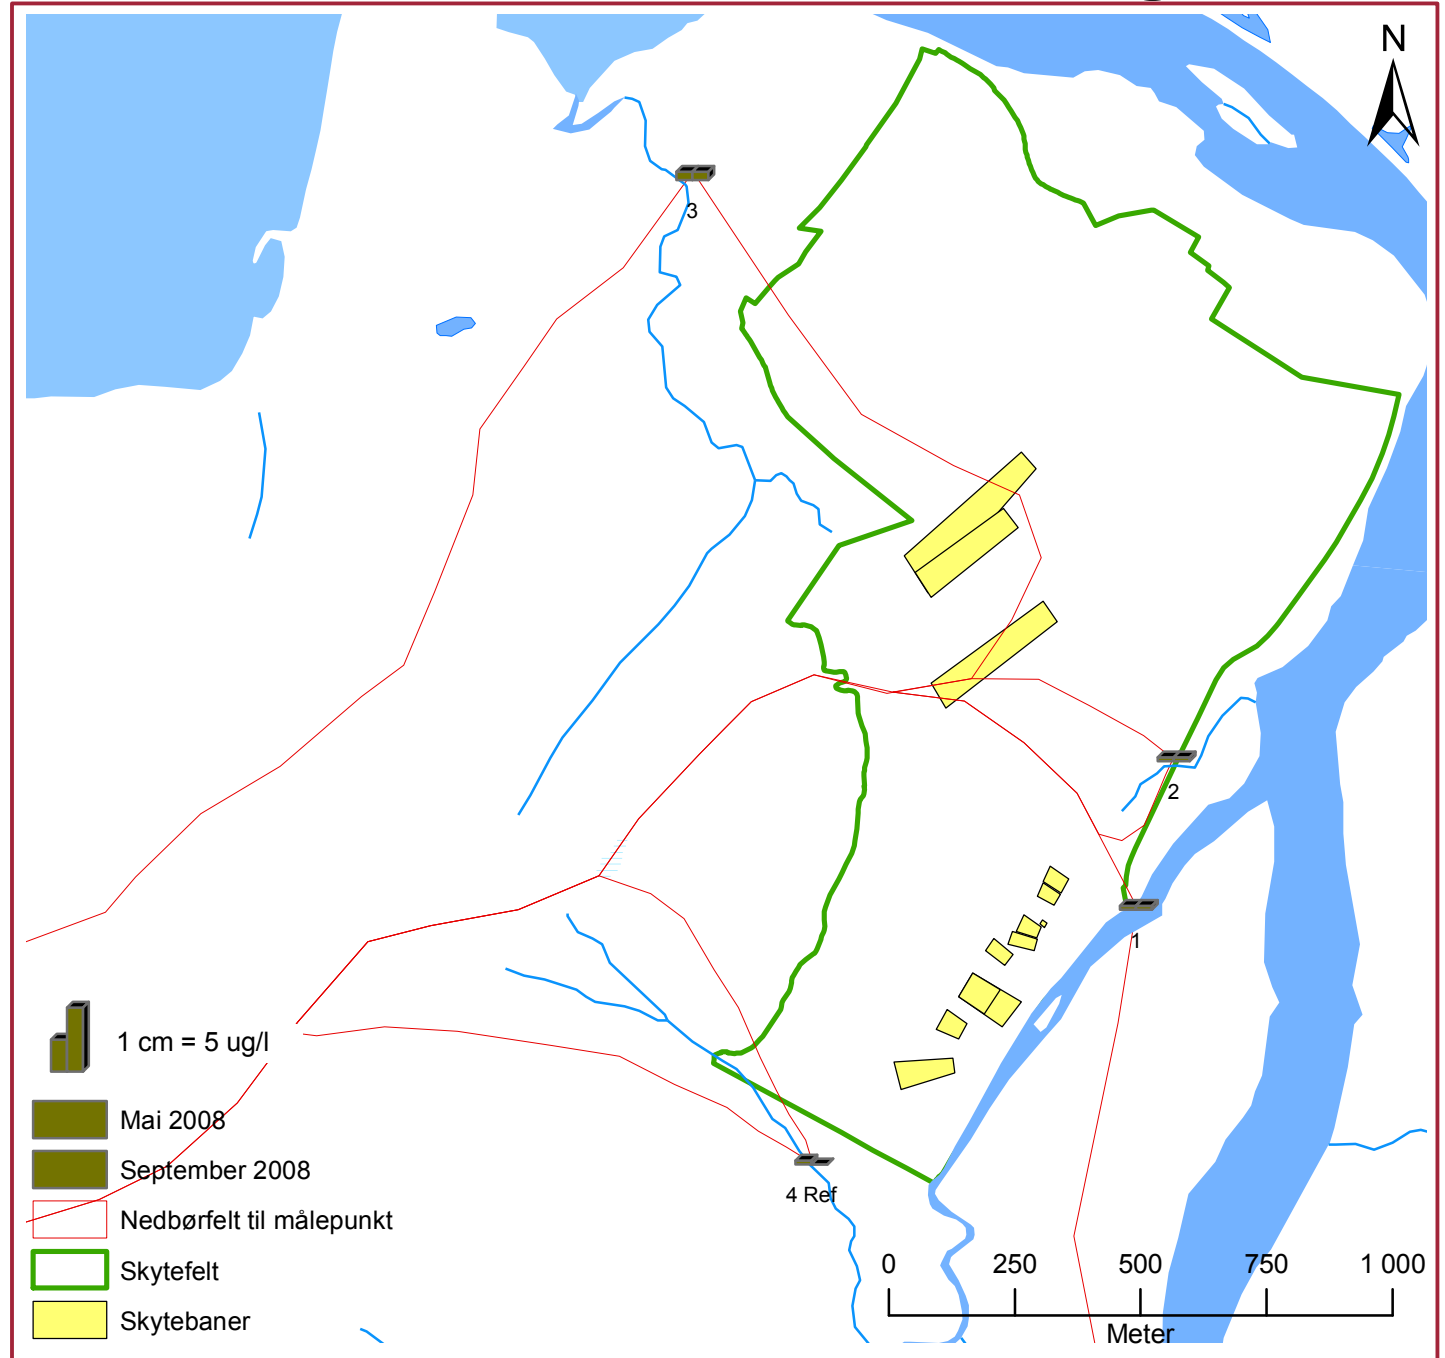 N
3
2
1
4 Ref
1 cm = 5 ug/l
Mai 2008
September 2008
Nedbørfelt til målepunkt
Skytefelt
Skytebaner
0 250 500 750 1 000
Meter